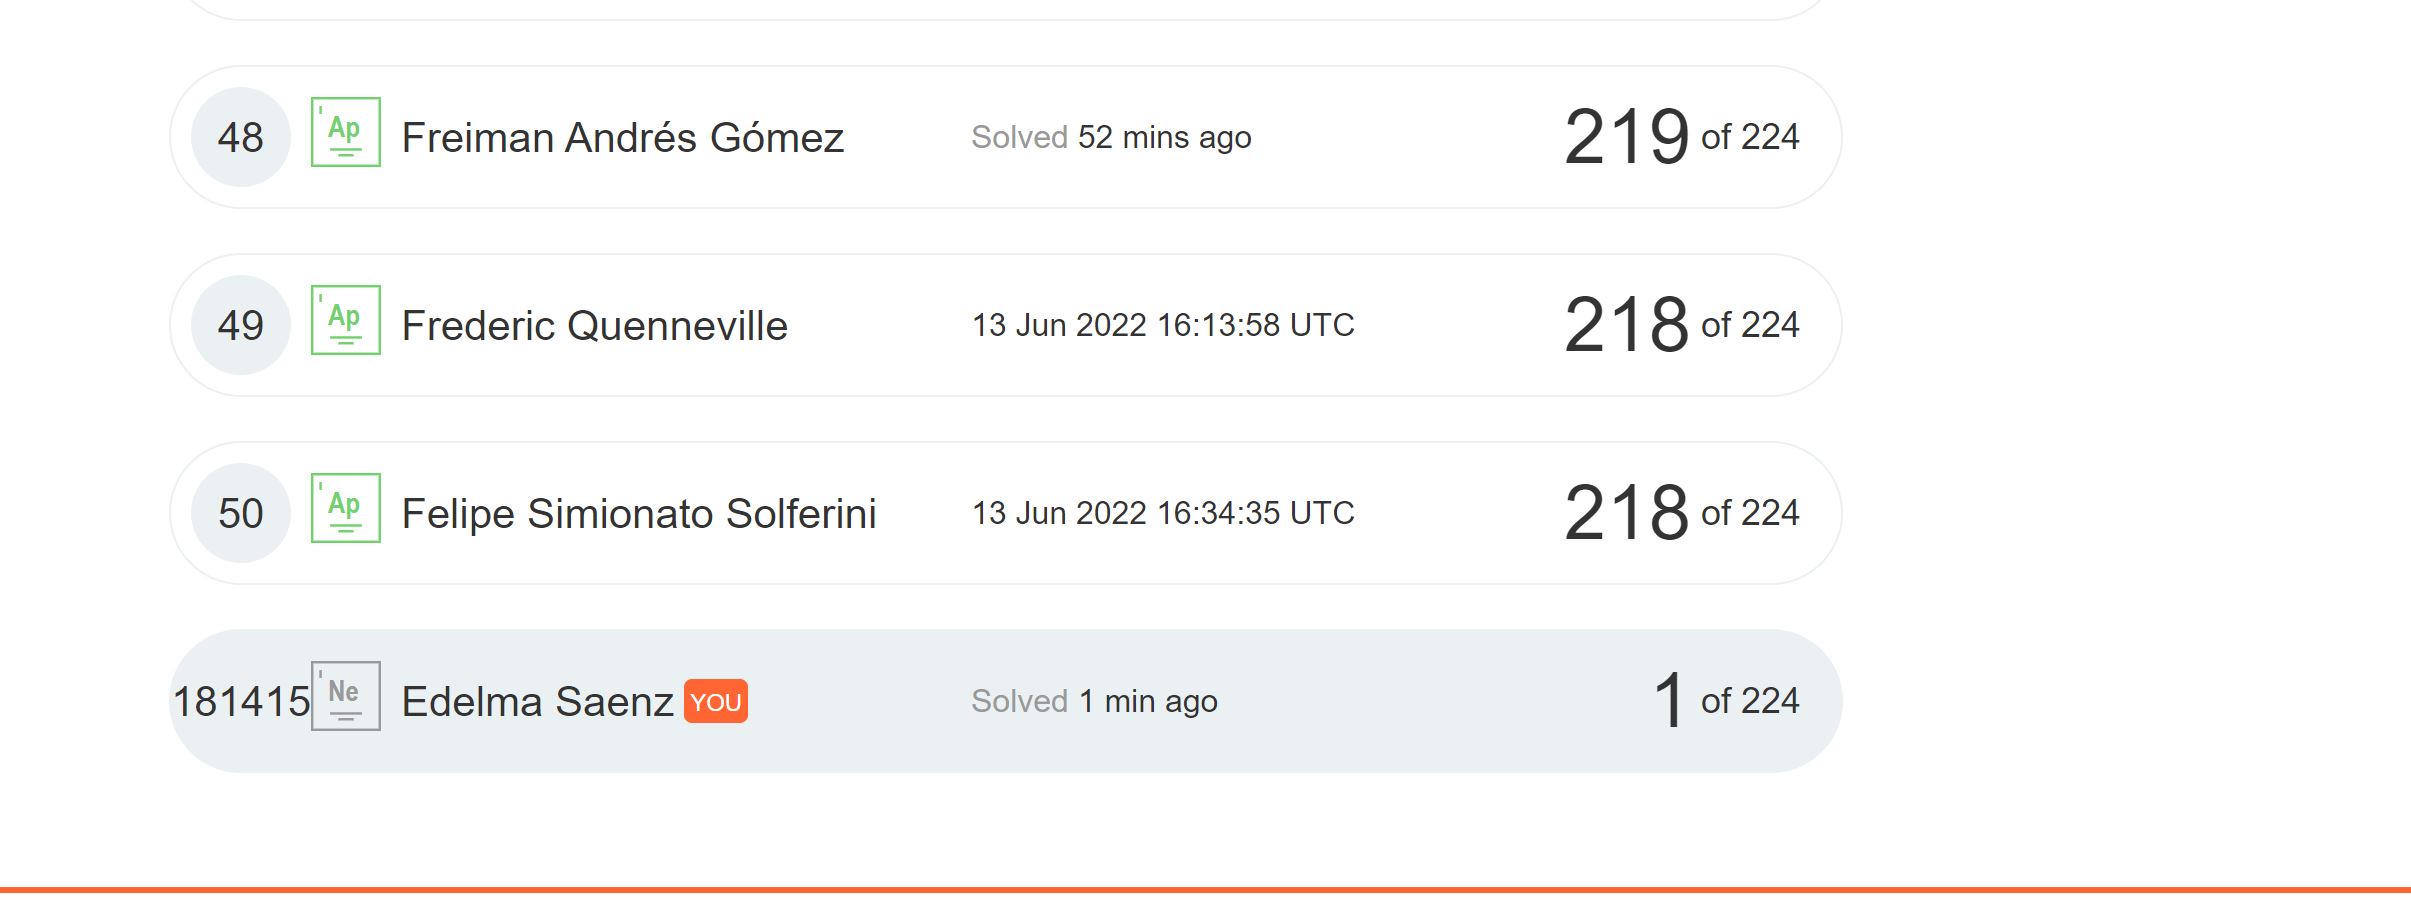 48 Ap Freiman Andrés Gómez Solved 52 mins ago 219 of 224
49 Ap Frederic Quenneville 13 Jun 2022 16:13:58 UTC 218 of 224
50 Ap Felipe Simionato Solferini 13 Jun 2022 16:34:35 UTC 218 of 224
181415 Ne Edelma Saenz YOU Solved 1 min ago 1 of 224